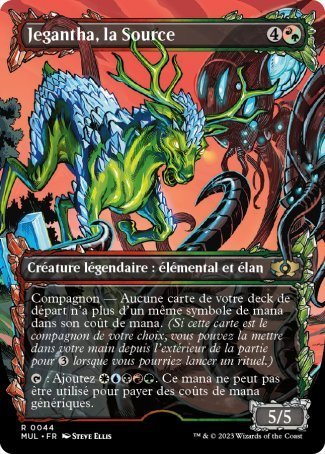 Jegantha, la Source 4
Créature légendaire : élémental et élan
Compagnon — Aucune carte de votre deck de
départ n'a plus d'un même symbole de mana
dans son coût de mana. (Si cette carte est le
compagnon de votre choix, vous pouvez la mettre
dans votre main depuis l'extérieur de la partie
pour 3 lorsque vous pourriez lancer un rituel.)
: Ajoutez . Ce mana ne peut pas
être utilisé pour payer des coûts de mana
génériques.
5/5
R 0044
MUL • FR STEVE ELLIS
™ & © 2023 Wizards of the Coast